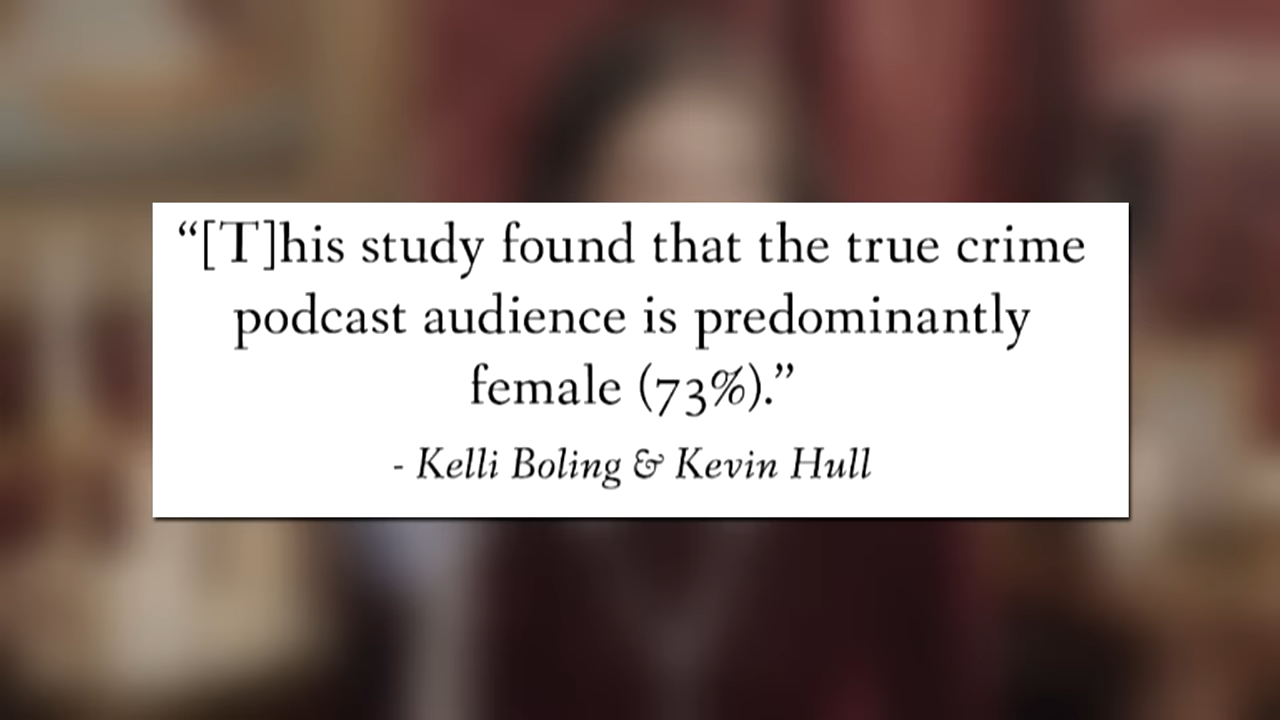 “[T]his study found that the true crime
podcast audience is predominantly
female (73%).”
- Kelli Boling & Kevin Hull